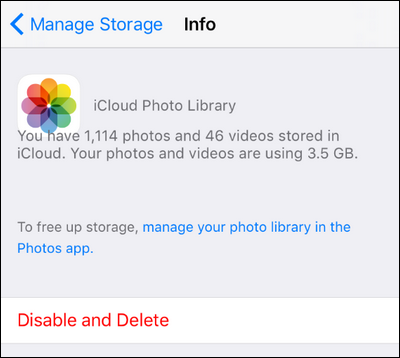 Manage Storage Info
iCloud Photo Library
You have 1,114 photos and 46 videos stored in
iCloud. Your photos and videos are using 3.5 GB.
To free up storage, manage your photo library in the
Photos app.
Disable and Delete